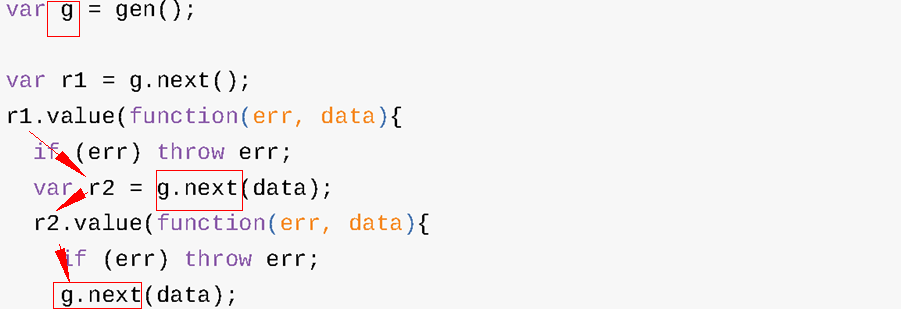 var g = gen();
var r1 = g.next();
r1.value(function(err, data){
if (err) throw err;
var r2 = g.next(data);
r2.value(function(err, data){
if (err) throw err;
g.next(data);